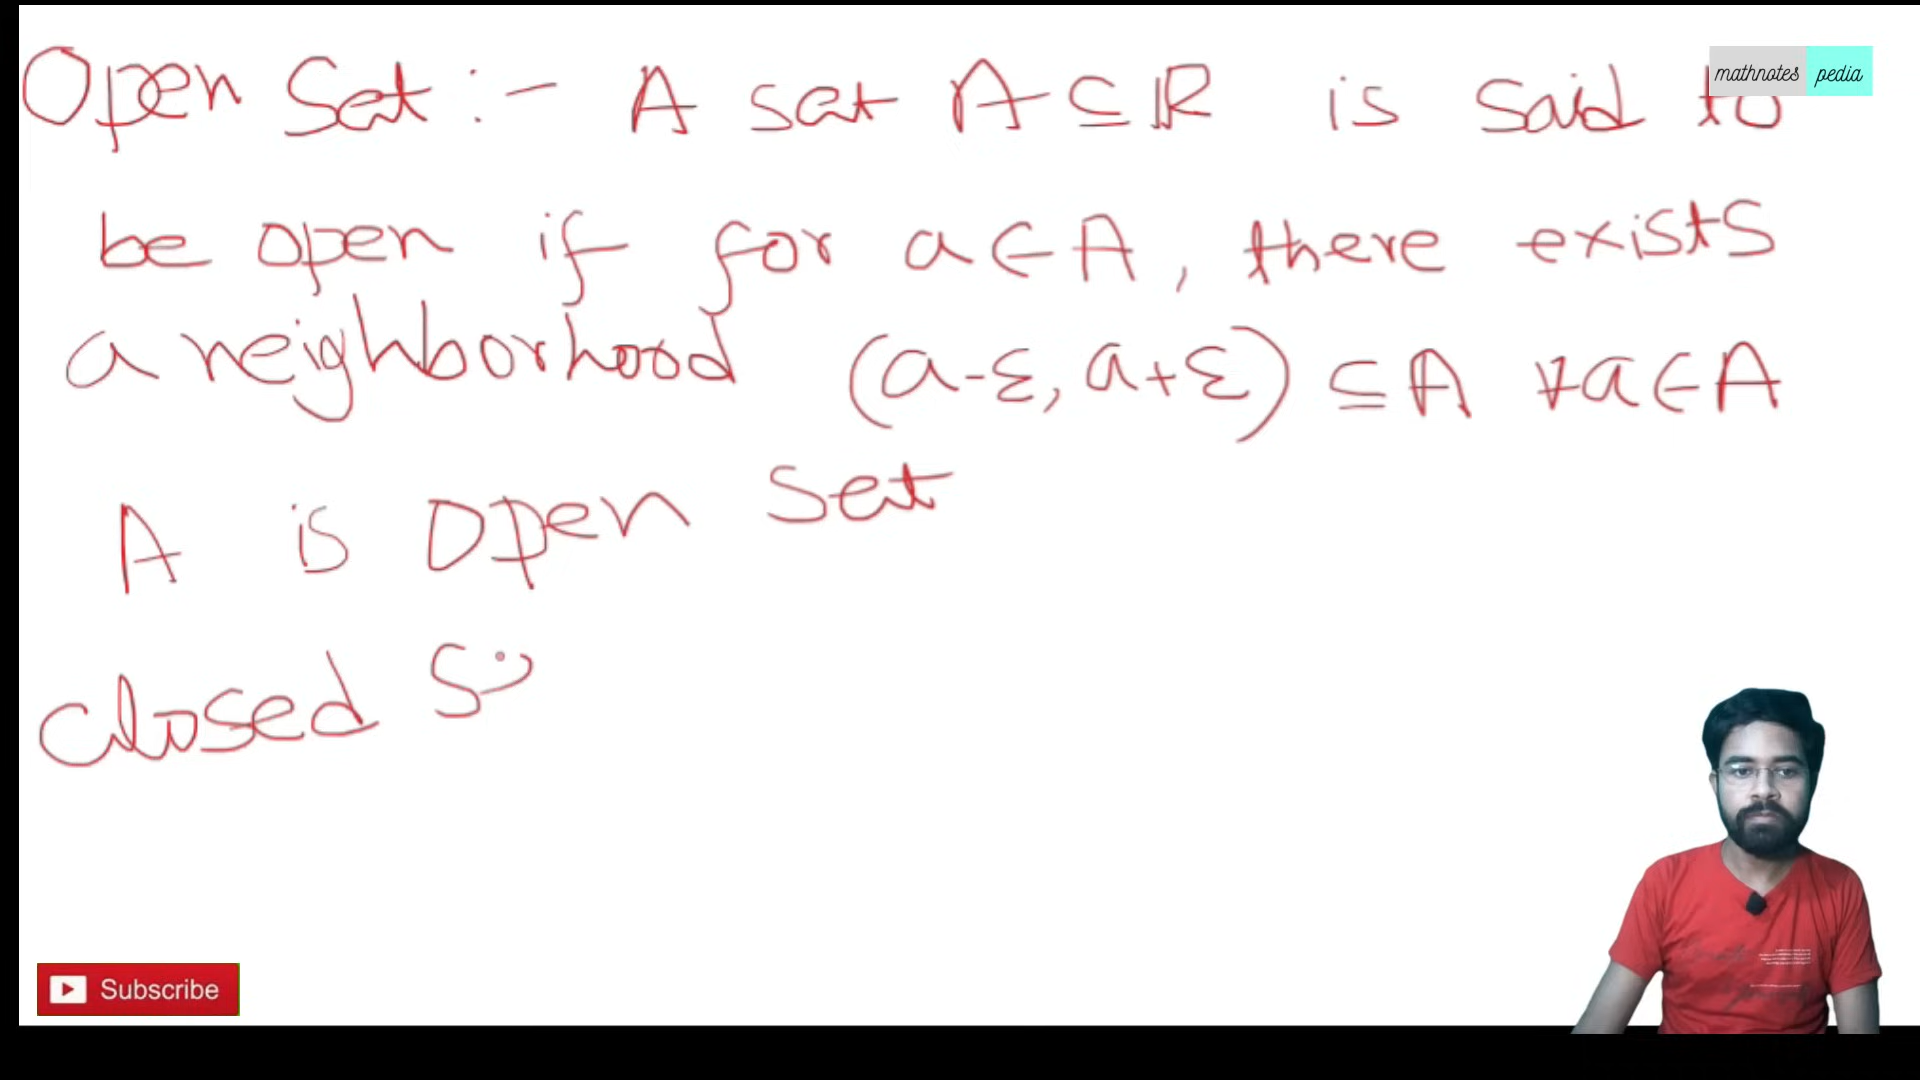 mathnotes pedia
Open Set :- A set A ⊆ ℝ is said to
be open if for a ∈ A, there exists
a neighborhood (a-ε, a+ε) ⊆ A ∀ a ∈ A
A is open set
closed S
Subscribe